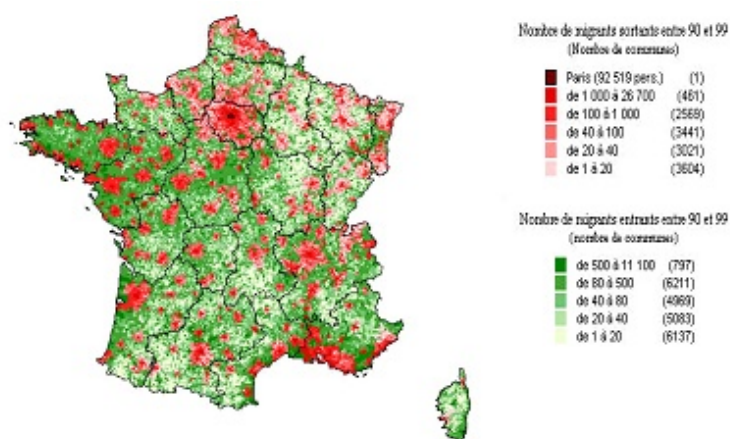 Nombre de migrants sortants entre 90 et 99
(Nombre de communes)
Paris (92 519 pers.) (1)
de 1 000 à 26 700 (461)
de 100 à 1 000 (2569)
de 40 à 100 (3441)
de 20 à 40 (3021)
de 1 à 20 (3604)
Nombre de migrants entrants entre 90 et 99
(nombre de communes)
de 500 à 11 100 (797)
de 80 à 500 (6211)
de 40 à 80 (4969)
de 20 à 40 (5083)
de 1 à 20 (6137)